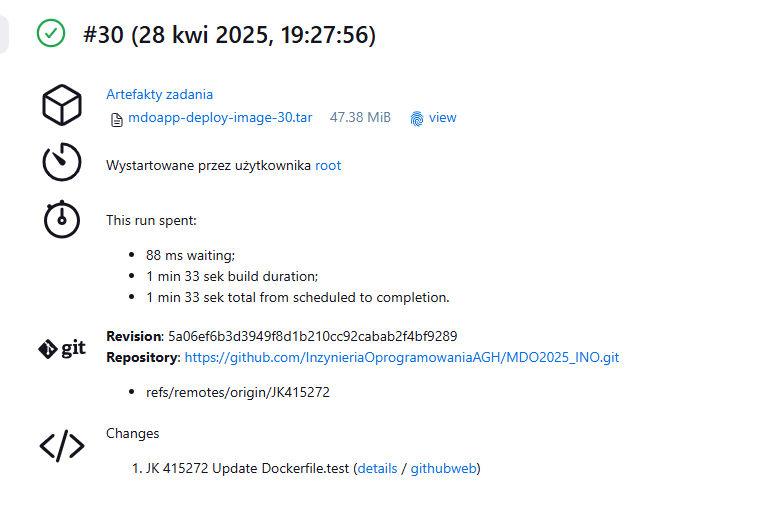 #30 (28 kwi 2025, 19:27:56)
Artefakty zadania
mdoapp-deploy-image-30.tar 47.38 MiB view
Wystartowane przez użytkownika root
This run spent:
88 ms waiting;
1 min 33 sek build duration;
1 min 33 sek total from scheduled to completion.
git
Revision: 5a06ef6b3d3949f8d1b210cc92cabab2f4bf9289
Repository: https://github.com/InzynieriaOprogramowaniaAGH/MDO2025_INO.git
refs/remotes/origin/JK415272
Changes
1. JK 415272 Update Dockerfile.test (details / githubweb)